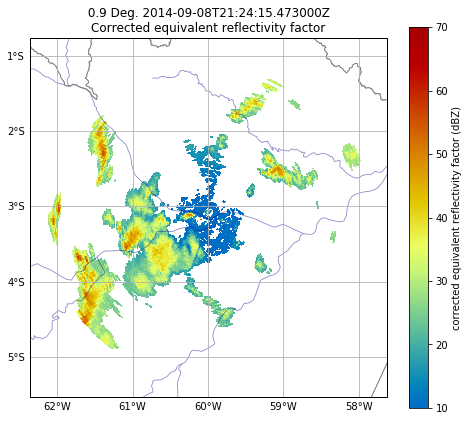 0.9 Deg. 2014-09-08T21:24:15.473000Z
Corrected equivalent reflectivity factor
1°S
2°S
3°S
4°S
5°S
62°W 61°W 60°W 59°W 58°W
70
60
50
40
30
20
10
corrected equivalent reflectivity factor (dBZ)